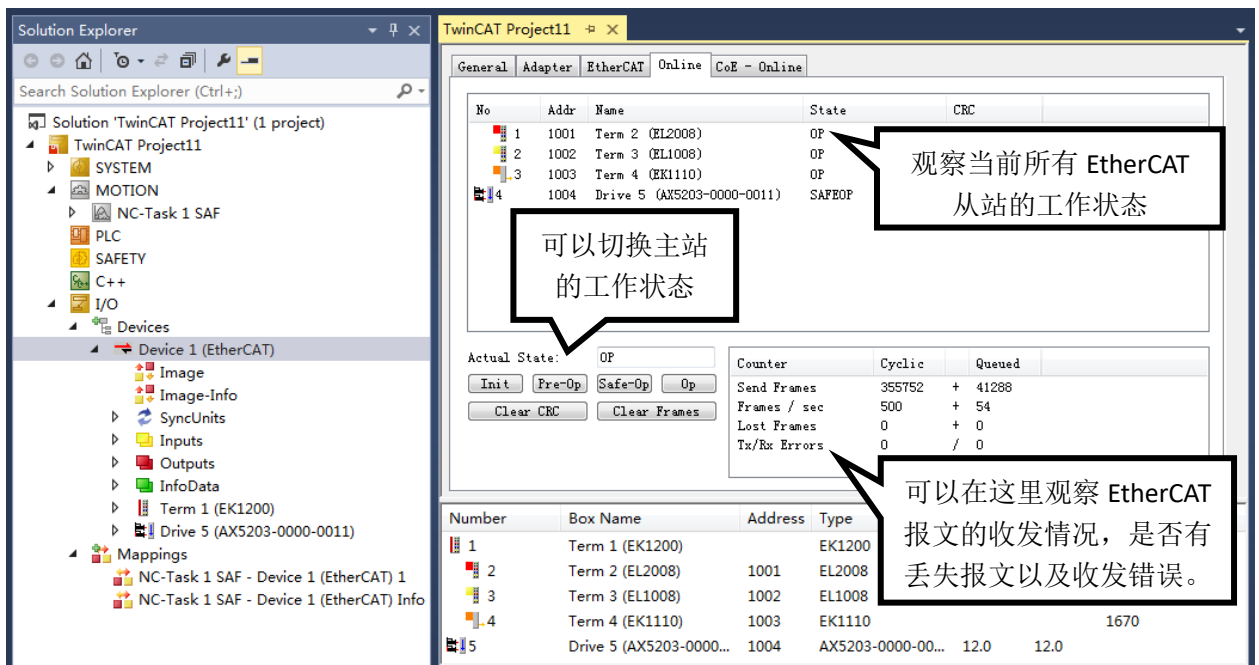 Solution Explorer
Search Solution Explorer (Ctrl+;)
Solution 'TwinCAT Project11' (1 project)
TwinCAT Project11
SYSTEM
MOTION
NC-Task 1 SAF
PLC
SAFETY
C++
I/O
Devices
Device 1 (EtherCAT)
Image
Image-Info
SyncUnits
Inputs
Outputs
InfoData
Term 1 (EK1200)
Drive 5 (AX5203-0000-0011)
Mappings
NC-Task 1 SAF - Device 1 (EtherCAT) 1
NC-Task 1 SAF - Device 1 (EtherCAT) Info
TwinCAT Project11
General Adapter EtherCAT Online CoE - Online
No Addr Name State CRC
1 1001 Term 2 (EL2008) OP
2 1002 Term 3 (EL1008) OP
3 1003 Term 4 (EK1110) OP
4 1004 Drive 5 (AX5203-0000-0011) SAFEOP
观察当前所有 EtherCAT
从站的工作状态
可以切换主站
的工作状态
Actual State: OP
Init Pre-Op Safe-Op Op
Clear CRC Clear Frames
Counter Cyclic Queued
Send Frames 355752 + 41288
Frames / sec 500 + 54
Lost Frames 0 + 0
Tx/Rx Errors 0 / 0
可以在这里观察 EtherCAT
报文的收发情况，是否有
丢失报文以及收发错误。
Number Box Name Address Type
1 Term 1 (EK1200) EK1200
2 Term 2 (EL2008) 1001 EL2008
3 Term 3 (EL1008) 1002 EL1008
4 Term 4 (EK1110) 1003 EK1110 1670
5 Drive 5 (AX5203-0000... 1004 AX5203-0000-00... 12.0 12.0